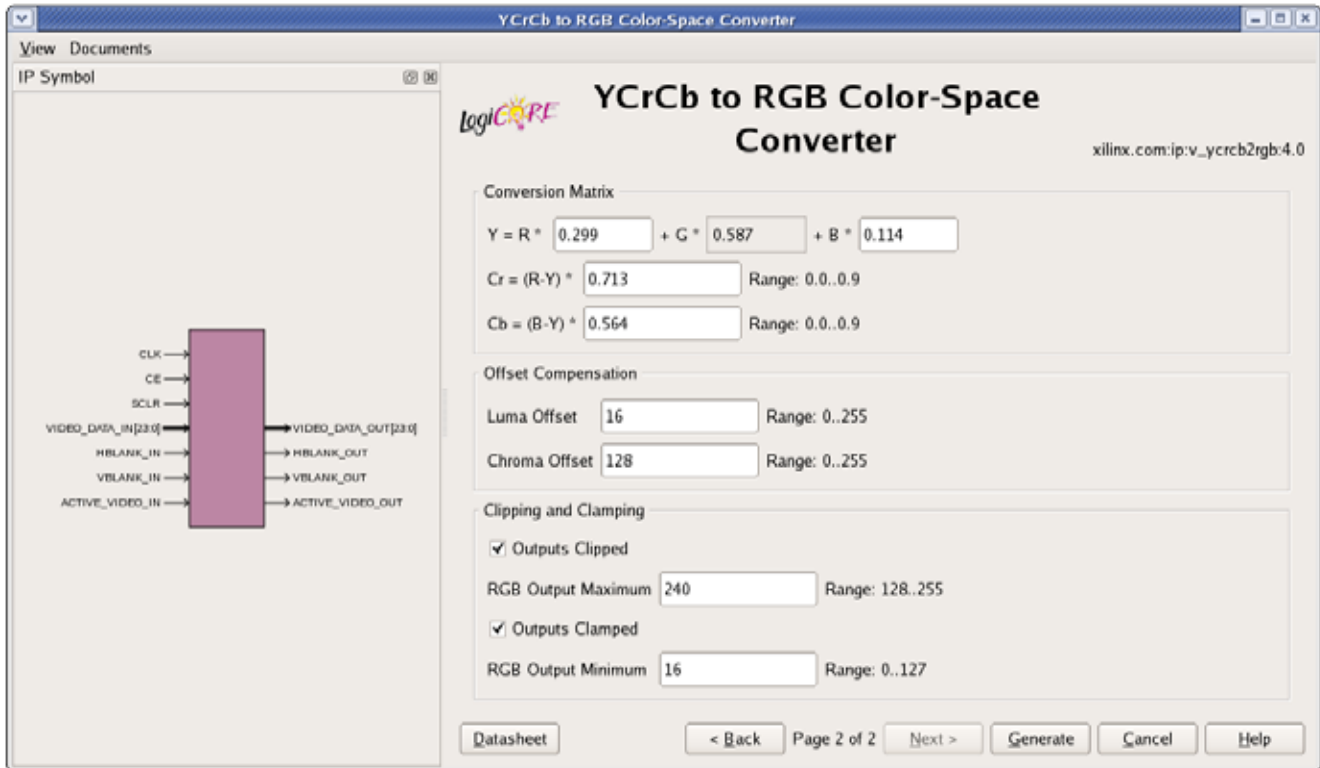 YCrCb to RGB Color-Space Converter
View Documents
IP Symbol
CLK
CE
SCLR
VIDEO_DATA_IN[23:0]
HBLANK_IN
VBLANK_IN
ACTIVE_VIDEO_IN
VIDEO_DATA_OUT[23:0]
HBLANK_OUT
VBLANK_OUT
ACTIVE_VIDEO_OUT
LogiCORE
YCrCb to RGB Color-Space
Converter
xilinx.com:ip:v_ycrcb2rgb:4.0
Conversion Matrix
Y = R * 0.299 + G * 0.587 + B * 0.114
Cr = (R-Y) * 0.713 Range: 0.0..0.9
Cb = (B-Y) * 0.564 Range: 0.0..0.9
Offset Compensation
Luma Offset 16 Range: 0..255
Chroma Offset 128 Range: 0..255
Clipping and Clamping
Outputs Clipped
RGB Output Maximum 240 Range: 128..255
Outputs Clamped
RGB Output Minimum 16 Range: 0..127
Datasheet < Back Page 2 of 2 Next > Generate Cancel Help